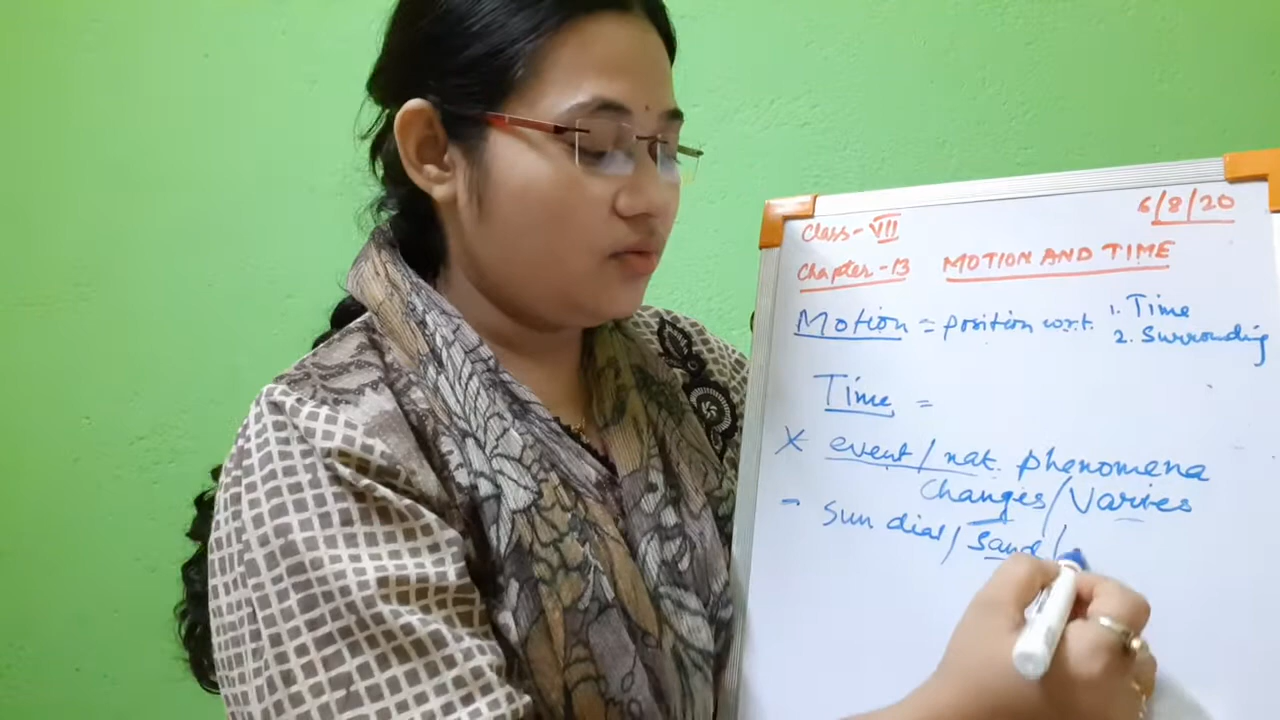 6/8/20
Class-VII
Chapter-13 MOTION AND TIME
Motion = position w.r.t. 1. Time
2. Surrounding
Time =
X event/nat. phenomena
Changes/Varies
- Sun dial/Sand/